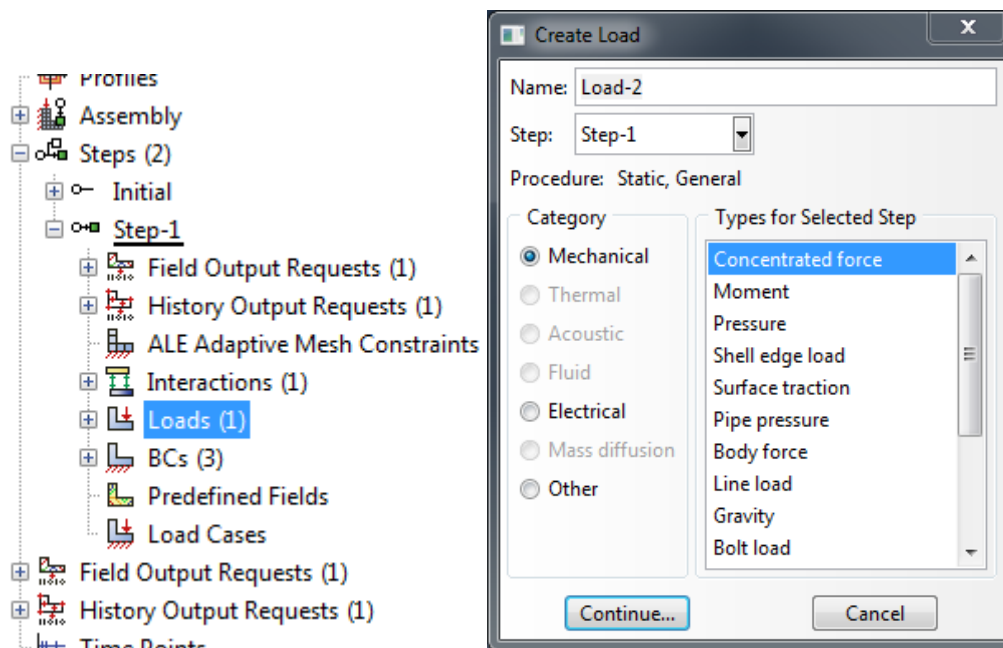 Profiles
Assembly
Steps (2)
Initial
Step-1
Field Output Requests (1)
History Output Requests (1)
ALE Adaptive Mesh Constraints
Interactions (1)
Loads (1)
BCs (3)
Predefined Fields
Load Cases
Field Output Requests (1)
History Output Requests (1)
Time Points
Create Load
Name: Load-2
Step: Step-1
Procedure: Static, General
Category
Mechanical
Thermal
Acoustic
Fluid
Electrical
Mass diffusion
Other
Types for Selected Step
Concentrated force
Moment
Pressure
Shell edge load
Surface traction
Pipe pressure
Body force
Line load
Gravity
Bolt load
Continue... Cancel